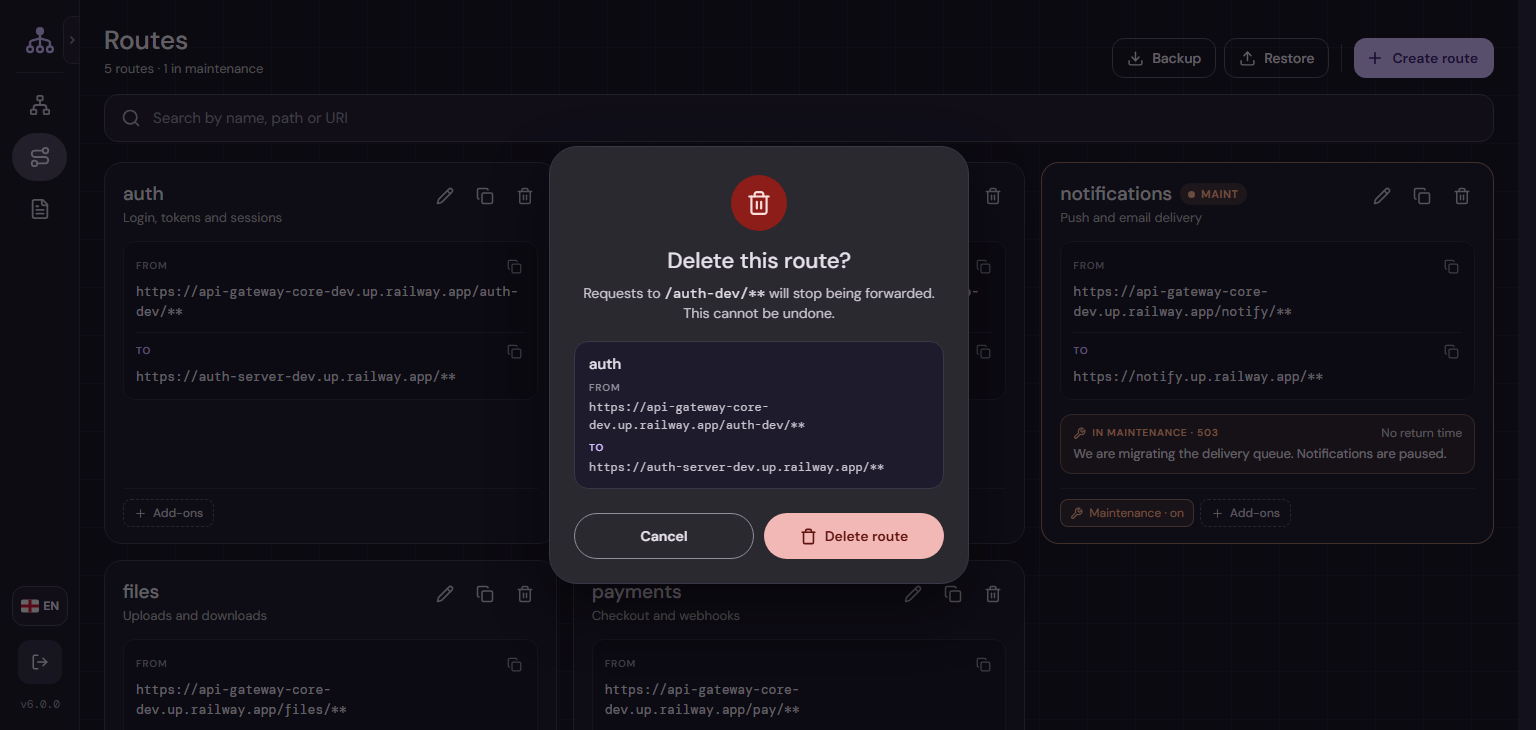 Routes
5 routes · 1 in maintenance
Backup
Restore
Create route
Search by name, path or URI
auth
Login, tokens and sessions
FROM
https://api-gateway-core-dev.up.railway.app/auth-
dev/**
TO
https://auth-server-dev.up.railway.app/**
Add-ons
notifications
MAINT
Push and email delivery
FROM
https://api-gateway-core-
dev.up.railway.app/notify/**
TO
https://notify.up.railway.app/**
IN MAINTENANCE · 503
No return time
We are migrating the delivery queue. Notifications are paused.
Maintenance · on
Add-ons
Delete this route?
Requests to /auth-dev/** will stop being forwarded.
This cannot be undone.
auth
FROM
https://api-gateway-core-
dev.up.railway.app/auth-dev/**
TO
https://auth-server-dev.up.railway.app/**
Cancel
Delete route
files
Uploads and downloads
FROM
https://api-gateway-core-
dev.up.railway.app/files/**
payments
Checkout and webhooks
FROM
https://api-gateway-core-
dev.up.railway.app/pay/**
EN
v6.0.0